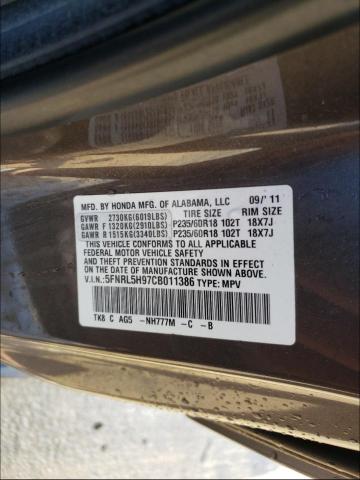 MFD. BY HONDA MFG. OF ALABAMA, LLC 09/'11
GVWR 2730KG(6019LBS) TIRE SIZE RIM SIZE
GAWR F 1320KG(2910LBS) P235/60R18 102T 18X7J
GAWR R 1515KG(3340LBS) P235/60R18 102T 18X7J
THIS VEHICLE CONFORMS TO ALL APPLICABLE
FEDERAL MOTOR VEHICLE SAFETY
AND THEFT PREVENTION STANDARDS IN EFFECT
ON THE DATE OF MANUFACTURE SHOWN ABOVE.
V.I.N.: 5FNRL5H97CB011386 TYPE: MPV
TK8 C AG5 -NH777M -C -B